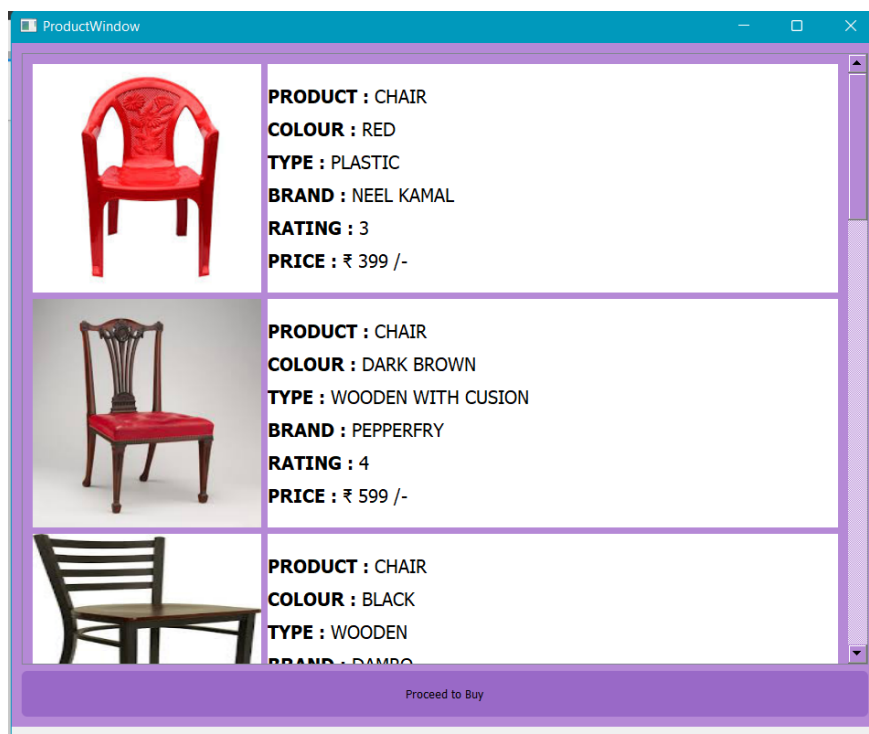 ProductWindow
PRODUCT : CHAIR
COLOUR : RED
TYPE : PLASTIC
BRAND : NEEL KAMAL
RATING : 3
PRICE : ₹ 399 /-
PRODUCT : CHAIR
COLOUR : DARK BROWN
TYPE : WOODEN WITH CUSION
BRAND : PEPPERFRY
RATING : 4
PRICE : ₹ 599 /-
PRODUCT : CHAIR
COLOUR : BLACK
TYPE : WOODEN
BRAND :
Proceed to Buy